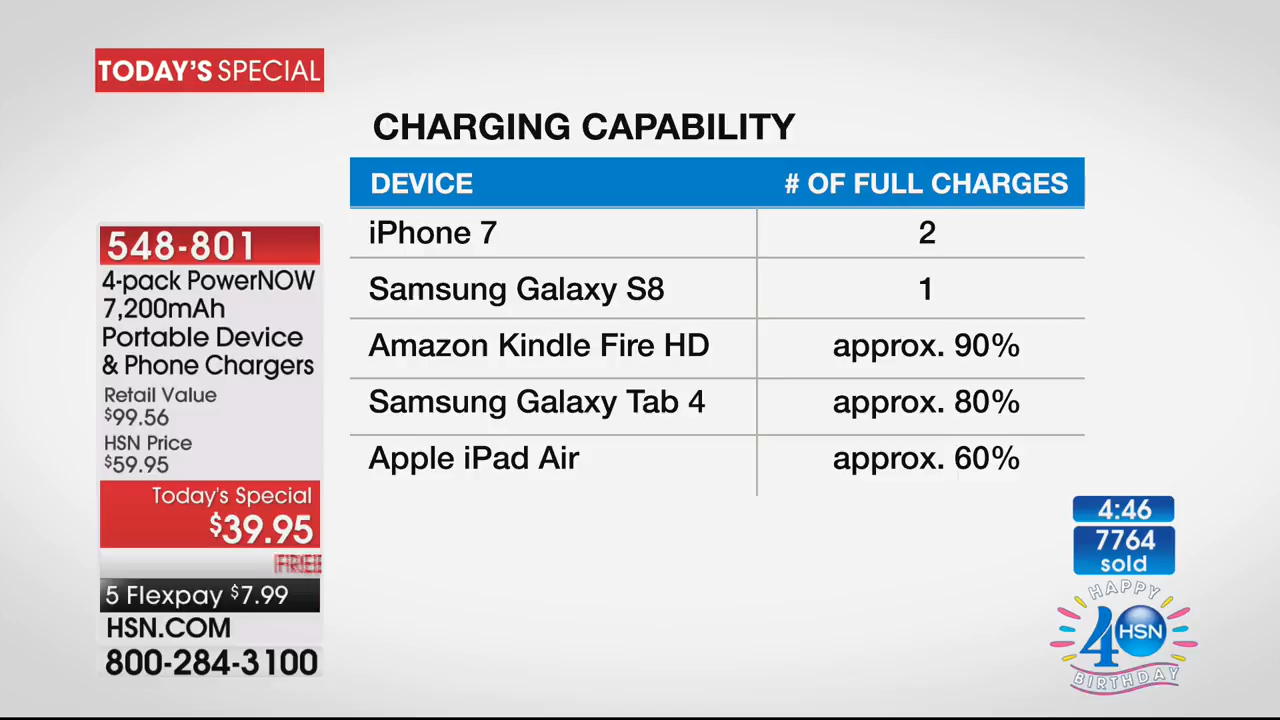 TODAY'S SPECIAL
CHARGING CAPABILITY
DEVICE # OF FULL CHARGES
iPhone 7 2
Samsung Galaxy S8 1
Amazon Kindle Fire HD approx. 90%
Samsung Galaxy Tab 4 approx. 80%
Apple iPad Air approx. 60%
548-801
4-pack PowerNOW
7,200mAh
Portable Device
& Phone Chargers
Retail Value
$99.56
HSN Price
$59.95
Today's Special
$39.95
FREE
5 Flexpay $7.99
HSN.COM
800-284-3100
4:46
7764
sold
HAPPY
40 HSN
BIRTHDAY